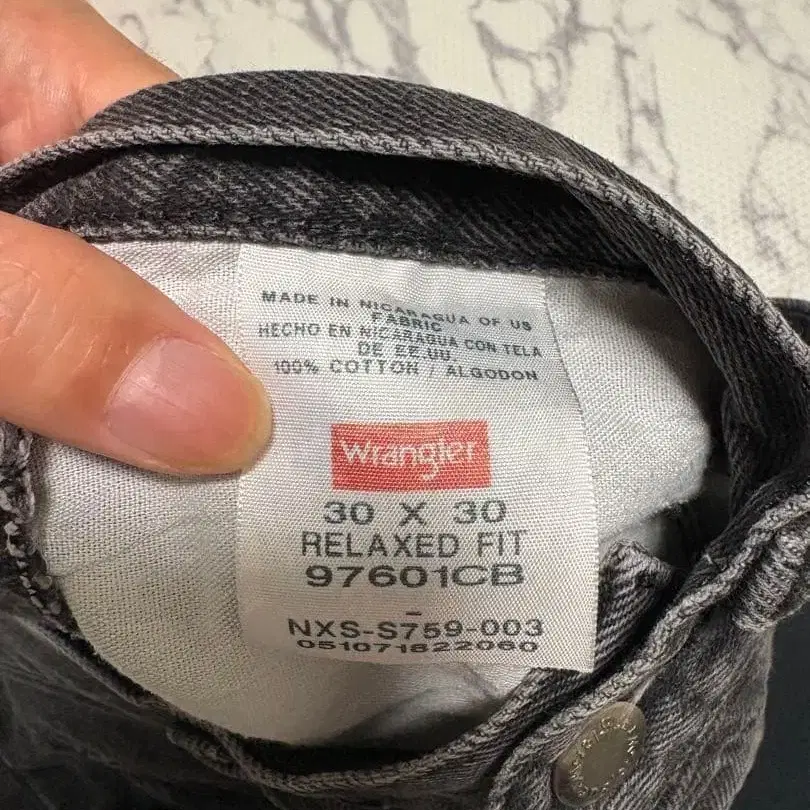 MADE IN NICARAGUA OF US
FABRIC
HECHO EN NICARAGUA CON TELA
DE EE.UU.
100% COTTON / ALGODON
Wrangler
30 X 30
RELAXED FIT
97601CB
-
NXS-S759-003
051071822060